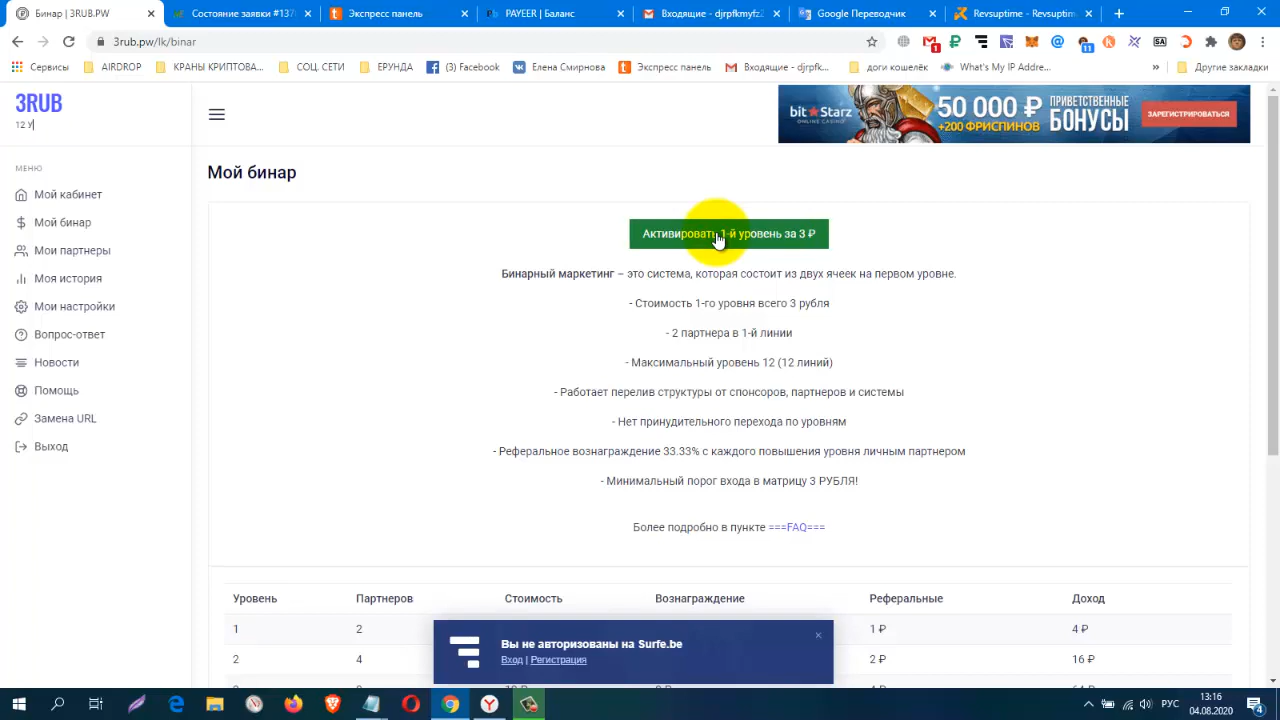 Бинар | 3RUB.PW
Состояние заявки #137
Экспресс панель
PAYEER | Баланс
Входящие - djrpfkmyfz
Google Переводчик
Revsuptime - Revsuptime
3rub.pw/lk/binar
Сервисы
AIRDROP
КРАНЫ КРИПТОВА...
СОЦ. СЕТИ
ЕРУНДА
(3) Facebook
Елена Смирнова
Экспресс панель
Входящие - djrpfk...
доги кошелёк
What's My IP Addre...
»
Другие закладки
3RUB
12 У
bit★Starz
ONLINE CASINO
50 000 ₽
+200 ФРИСПИНОВ
ПРИВЕТСТВЕННЫЕ
БОНУСЫ
ЗАРЕГИСТРИРОВАТЬСЯ
МЕНЮ
Мой кабинет
Мой бинар
Мои партнеры
Моя история
Мои настройки
Вопрос-ответ
Новости
Помощь
Замена URL
Выход
Мой бинар
Активировать 1-й уровень за 3 ₽
Бинарный маркетинг – это система, которая состоит из двух ячеек на первом уровне.
- Стоимость 1-го уровня всего 3 рубля
- 2 партнера в 1-й линии
- Максимальный уровень 12 (12 линий)
- Работает перелив структуры от спонсоров, партнеров и системы
- Нет принудительного перехода по уровням
- Реферальное вознаграждение 33.33% с каждого повышения уровня личным партнером
- Минимальный порог входа в матрицу 3 РУБЛЯ!
Более подробно в пункте ===FAQ===
Уровень Партнеров Стоимость Вознаграждение Реферальные Доход
1 2 1 ₽ 4 ₽
2 4 2 ₽ 16 ₽
Вы не авторизованы на Surfe.be
Вход | Регистрация
РУС
13:16
04.08.2020